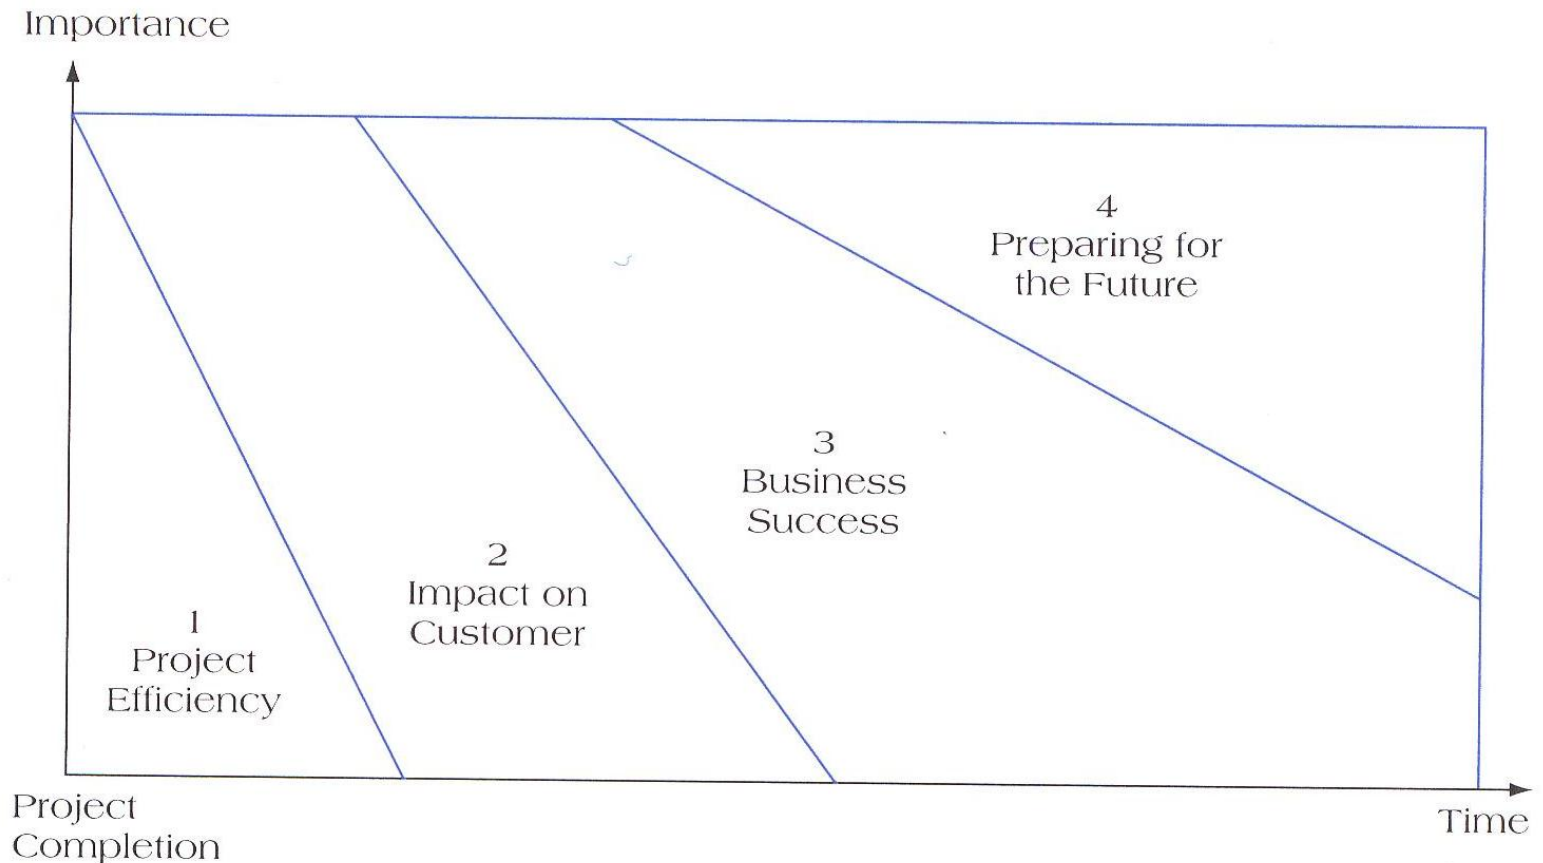 Importance
4
Preparing for
the Future
3
Business
Success
2
Impact on
Customer
1
Project
Efficiency
Project
Completion
Time